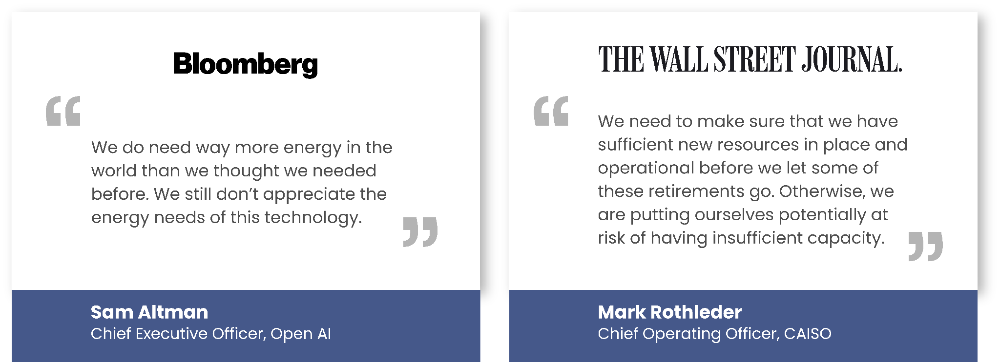 Bloomberg
“
We do need way more energy in the
world than we thought we needed
before. We still don’t appreciate the
energy needs of this technology.
”
Sam Altman
Chief Executive Officer, Open AI
THE WALL STREET JOURNAL.
“
We need to make sure that we have
sufficient new resources in place and
operational before we let some of
these retirements go. Otherwise, we
are putting ourselves potentially at
risk of having insufficient capacity.
”
Mark Rothleder
Chief Operating Officer, CAISO